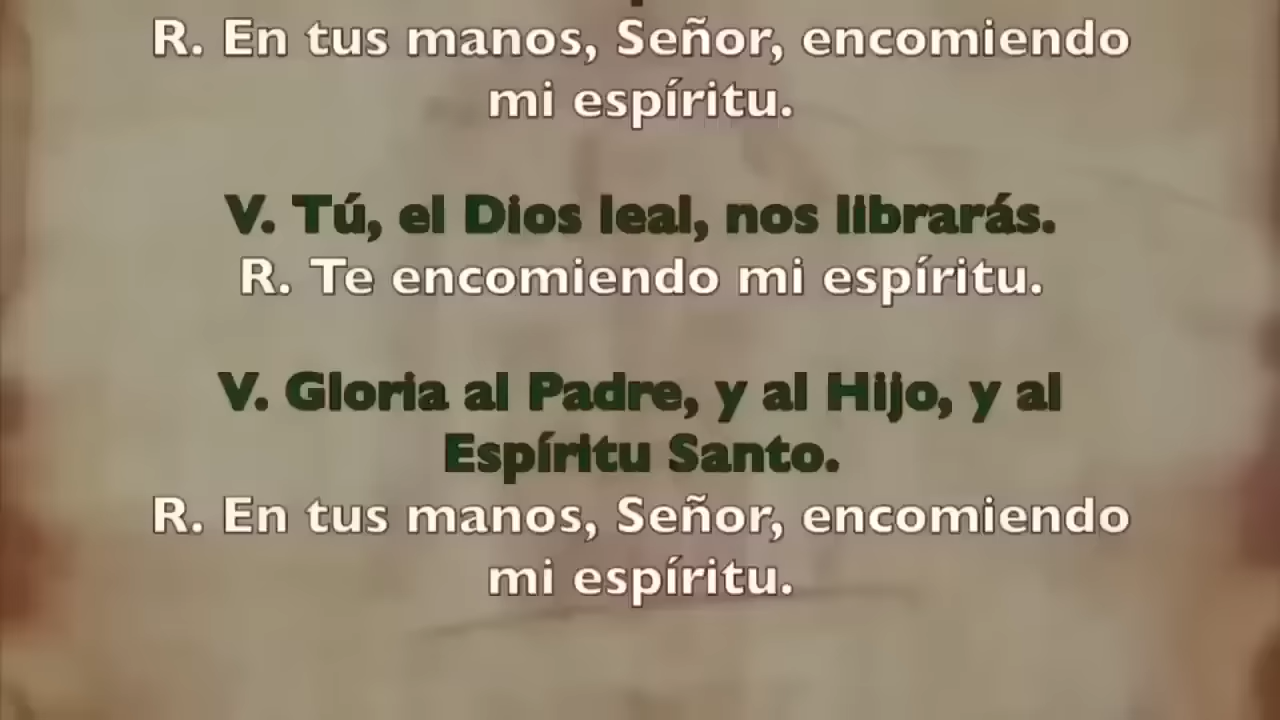 R. En tus manos, Señor, encomiendo
mi espíritu.
V. Tú, el Dios leal, nos librarás.
R. Te encomiendo mi espíritu.
V. Gloria al Padre, y al Hijo, y al
Espíritu Santo.
R. En tus manos, Señor, encomiendo
mi espíritu.